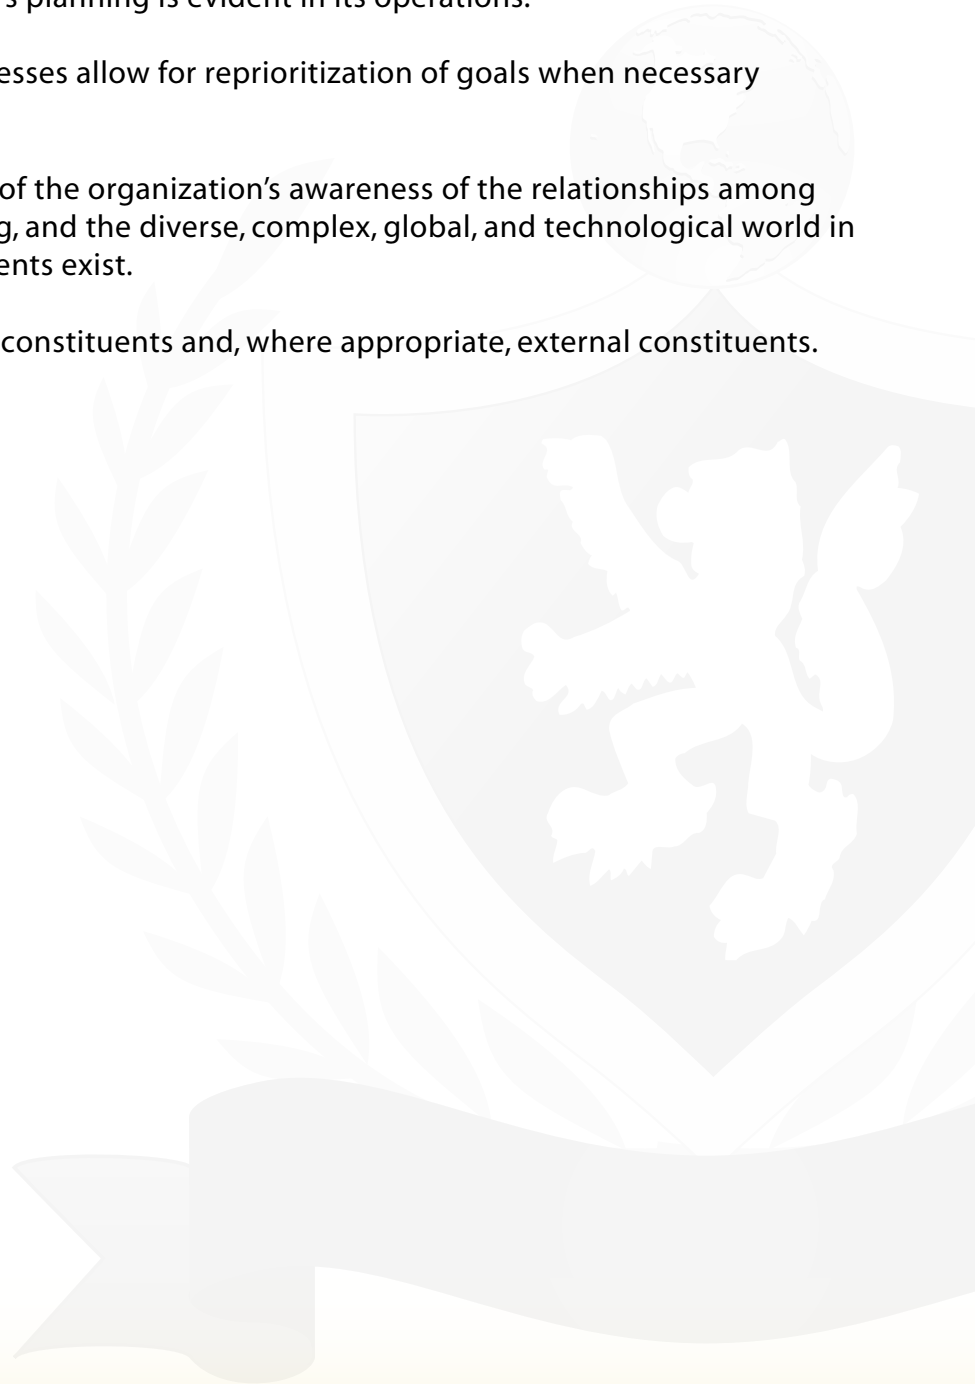 s planning is evident in its operations.
esses allow for reprioritization of goals when necessary
of the organization’s awareness of the relationships among
g, and the diverse, complex, global, and technological world in
ents exist.
constituents and, where appropriate, external constituents.